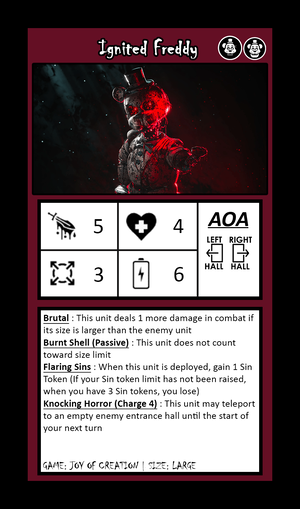 Ignited Freddy
5
4
AOA
LEFT RIGHT
HALL HALL
3
6
Brutal : This unit deals 1 more damage in combat if
its size is larger than the enemy unit
Burnt Shell (Passive) : This unit does not count
toward size limit
Flaring Sins : When this unit is deployed, gain 1 Sin
Token (If your Sin token limit has not been raised,
when you have 3 Sin tokens, you lose)
Knocking Horror (Charge 4) : This unit may teleport
to an empty enemy entrance hall until the start of
your next turn
GAME: JOY OF CREATION | SIZE: LARGE